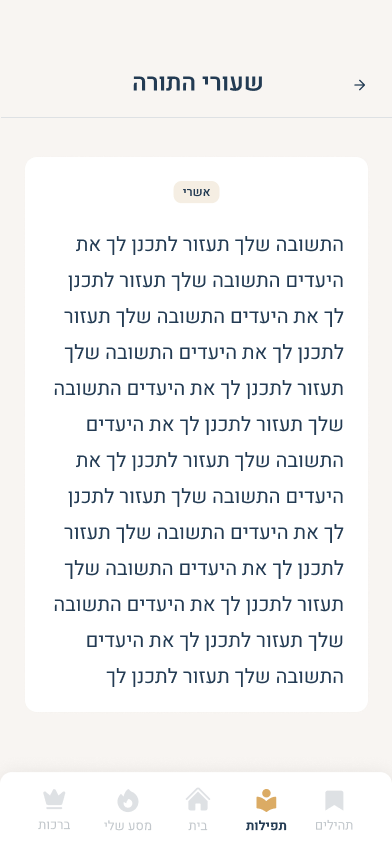 שעורי התורה
אשרי
התשובה שלך תעזור לתכנן לך את
היעדים התשובה שלך תעזור לתכנן
לך את היעדים התשובה שלך תעזור
לתכנן לך את היעדים התשובה שלך
תעזור לתכנן לך את היעדים התשובה
שלך תעזור לתכנן לך את היעדים
התשובה שלך תעזור לתכנן לך את
היעדים התשובה שלך תעזור לתכנן
לך את היעדים התשובה שלך תעזור
לתכנן לך את היעדים התשובה שלך
תעזור לתכנן לך את היעדים התשובה
שלך תעזור לתכנן לך את היעדים
התשובה שלך תעזור לתכנן לך
תהילים תפילות בית מסע שלי ברכות